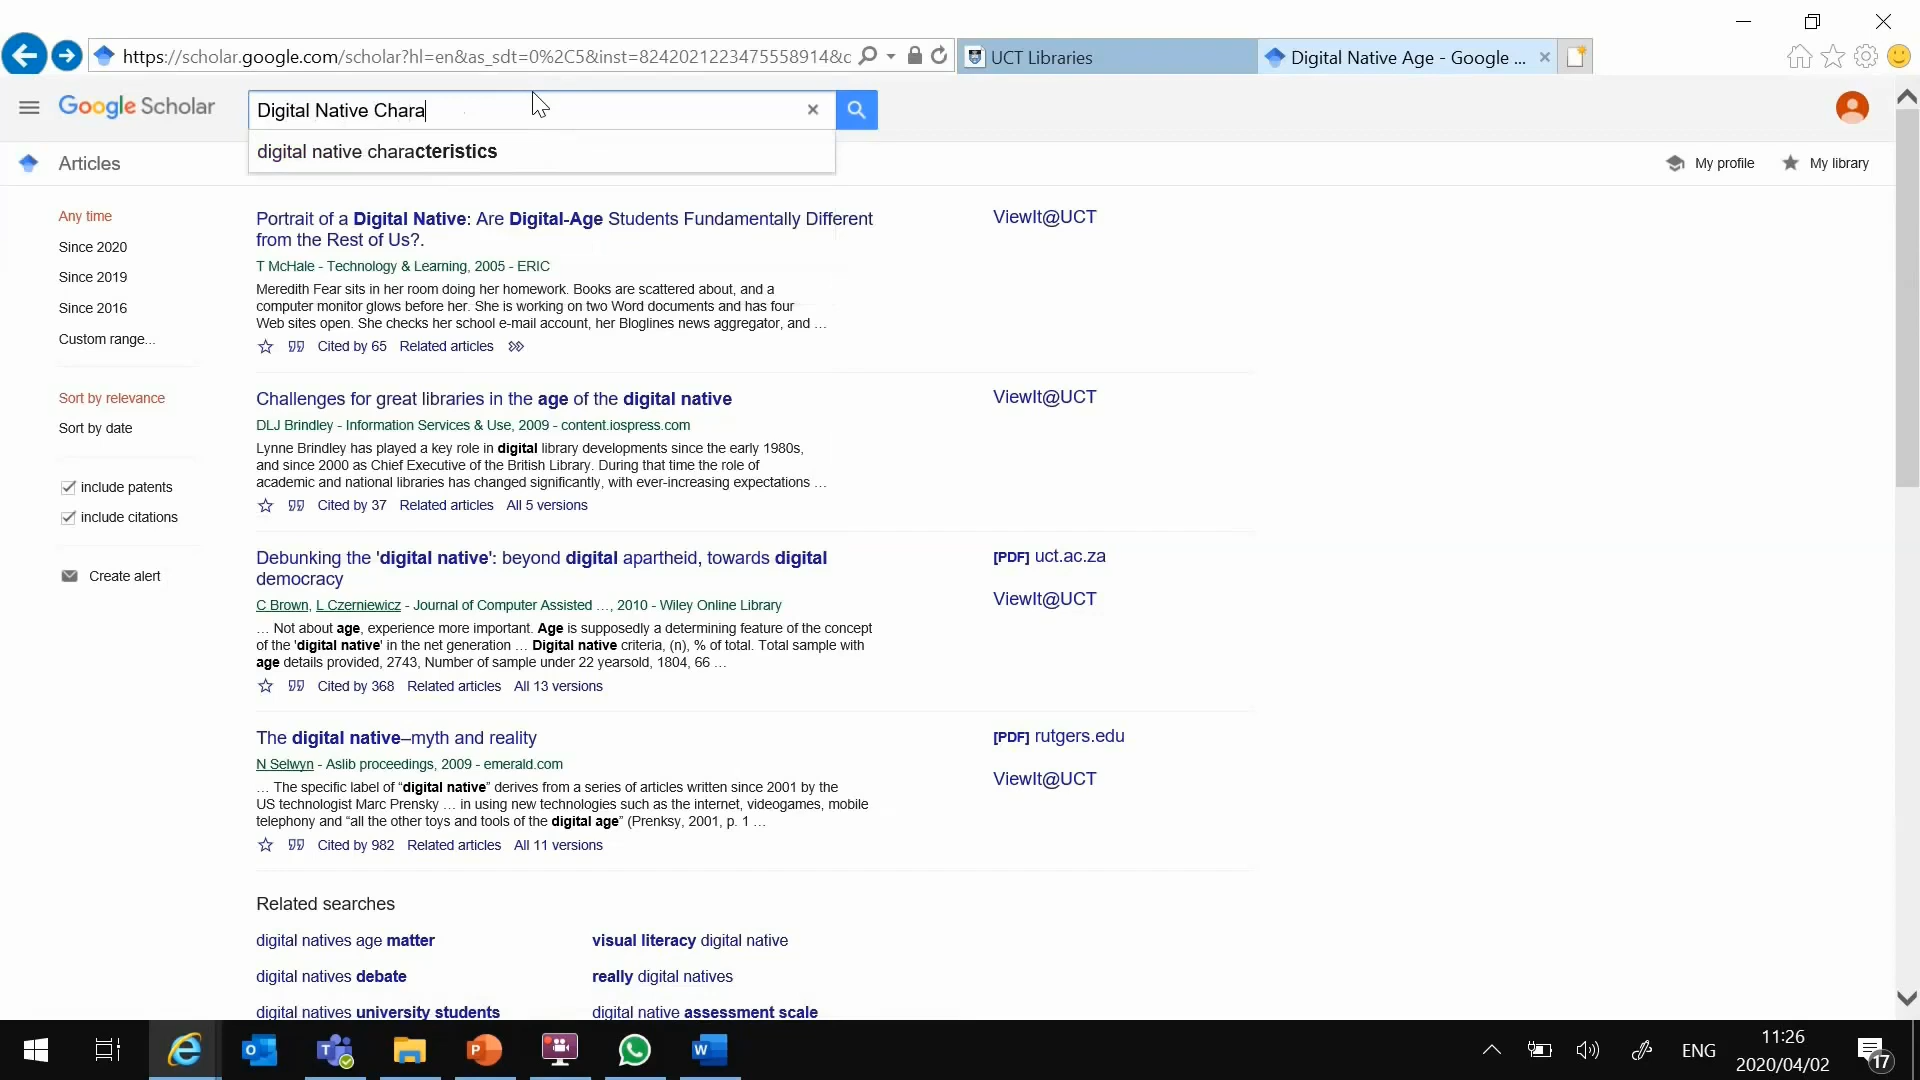 https://scholar.google.com/scholar?hl=en&as_sdt=0%2C5&inst=8242021223475558914&c
UCT Libraries
Digital Native Age - Google ...
Google Scholar
Digital Native Chara
digital native characteristics
Articles
My profile
My library
Any time
Since 2020
Since 2019
Since 2016
Custom range...
Sort by relevance
Sort by date
include patents
include citations
Create alert
Portrait of a Digital Native: Are Digital-Age Students Fundamentally Different
from the Rest of Us?.
ViewIt@UCT
T McHale - Technology & Learning, 2005 - ERIC
Meredith Fear sits in her room doing her homework. Books are scattered about, and a
computer monitor glows before her. She is working on two Word documents and has four
Web sites open. She checks her school e-mail account, her Bloglines news aggregator, and …
Cited by 65 Related articles
Challenges for great libraries in the age of the digital native
ViewIt@UCT
DLJ Brindley - Information Services & Use, 2009 - content.iospress.com
Lynne Brindley has played a key role in digital library developments since the early 1980s,
and since 2000 as Chief Executive of the British Library. During that time the role of
academic and national libraries has changed significantly, with ever-increasing expectations …
Cited by 37 Related articles All 5 versions
Debunking the 'digital native': beyond digital apartheid, towards digital
democracy
[PDF] uct.ac.za
ViewIt@UCT
C Brown, L Czerniewicz - Journal of Computer Assisted …, 2010 - Wiley Online Library
… Not about age, experience more important. Age is supposedly a determining feature of the concept
of the 'digital native' in the net generation … Digital native criteria, (n), % of total. Total sample with
age details provided, 2743, Number of sample under 22 yearsold, 1804, 66 …
Cited by 368 Related articles All 13 versions
The digital native–myth and reality
[PDF] rutgers.edu
ViewIt@UCT
N Selwyn - Aslib proceedings, 2009 - emerald.com
… The specific label of “digital native” derives from a series of articles written since 2001 by the
US technologist Marc Prensky … in using new technologies such as the internet, videogames, mobile
telephony and “all the other toys and tools of the digital age” (Prenksy, 2001, p. 1 …
Cited by 982 Related articles All 11 versions
Related searches
digital natives age matter
visual literacy digital native
digital natives debate
really digital natives
digital natives university students
digital native assessment scale
ENG
11:26
2020/04/02
17